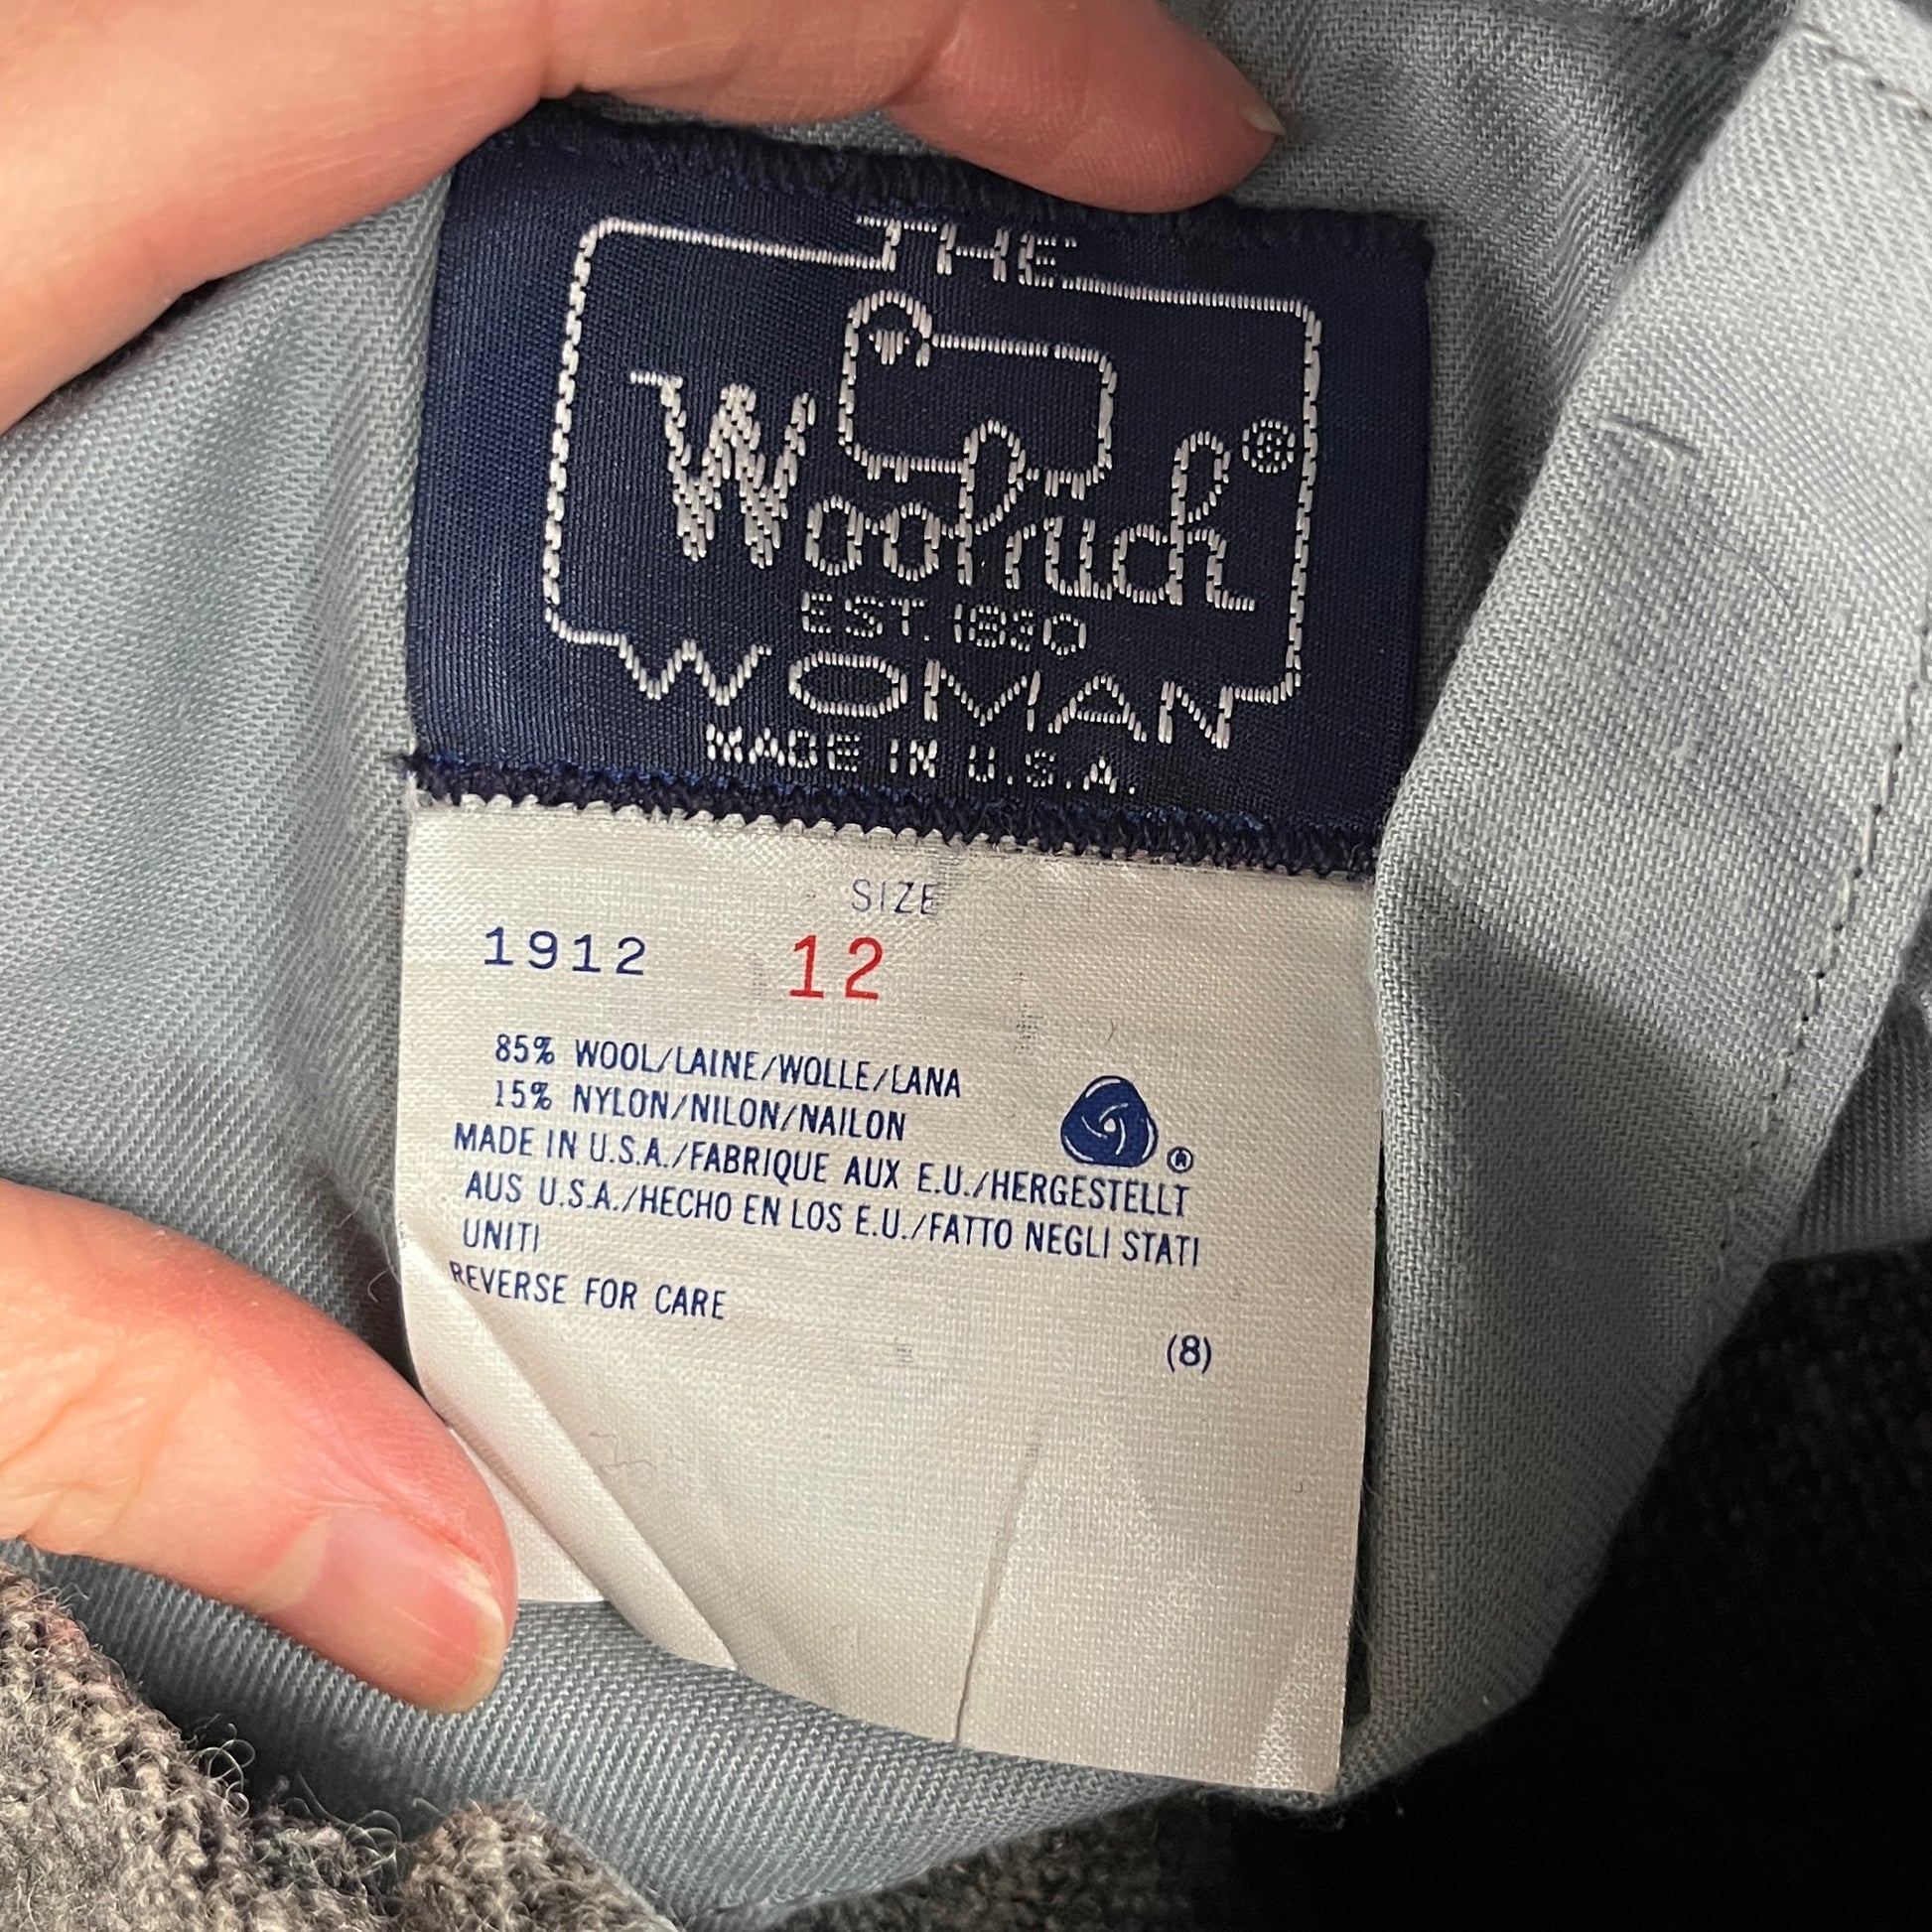 THE
Woolrich®
EST. 1830
WOMAN
MADE IN U.S.A.
SIZE
1912 12
85% WOOL/LAINE/WOLLE/LANA
15% NYLON/NILON/NAILON
®
MADE IN U.S.A./FABRIQUE AUX E.U./HERGESTELLT
AUS U.S.A./HECHO EN LOS E.U./FATTO NEGLI STATI
UNITI
REVERSE FOR CARE
(8)